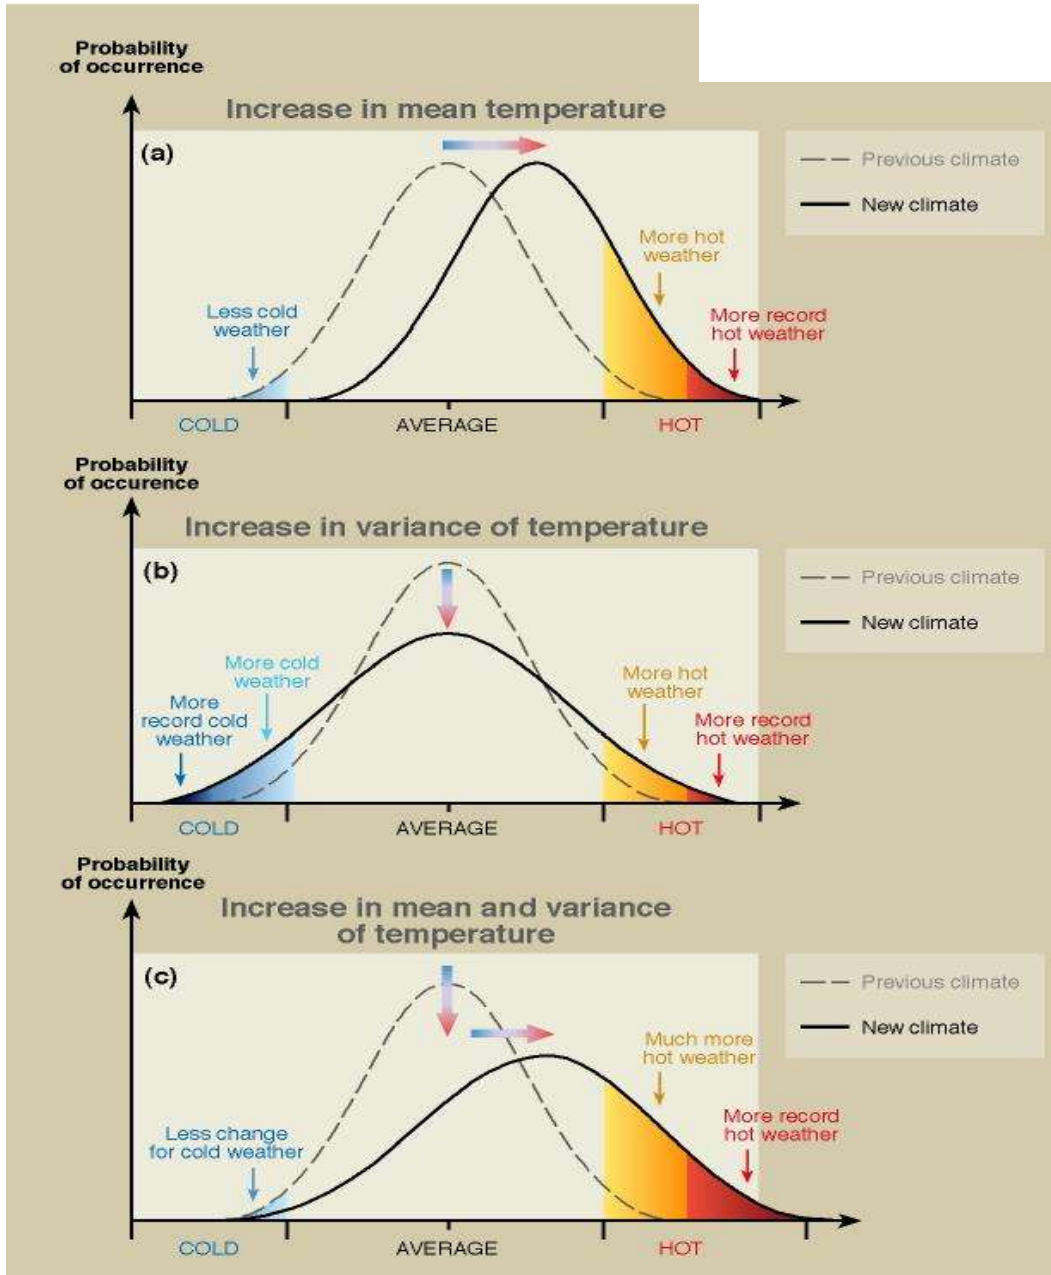 Probability
of occurrence
Increase in mean temperature
(a)
Previous climate
New climate
More hot
weather
Less cold
weather
More record
hot weather
COLD
AVERAGE
HOT
Probability
of occurence
Increase in variance of temperature
(b)
Previous climate
New climate
More cold
weather
More hot
weather
More
record cold
weather
More record
hot weather
COLD
AVERAGE
HOT
Probability
of occurrence
Increase in mean and variance
of temperature
(c)
Previous climate
New climate
Much more
hot weather
Less change
for cold weather
More record
hot weather
COLD
AVERAGE
HOT